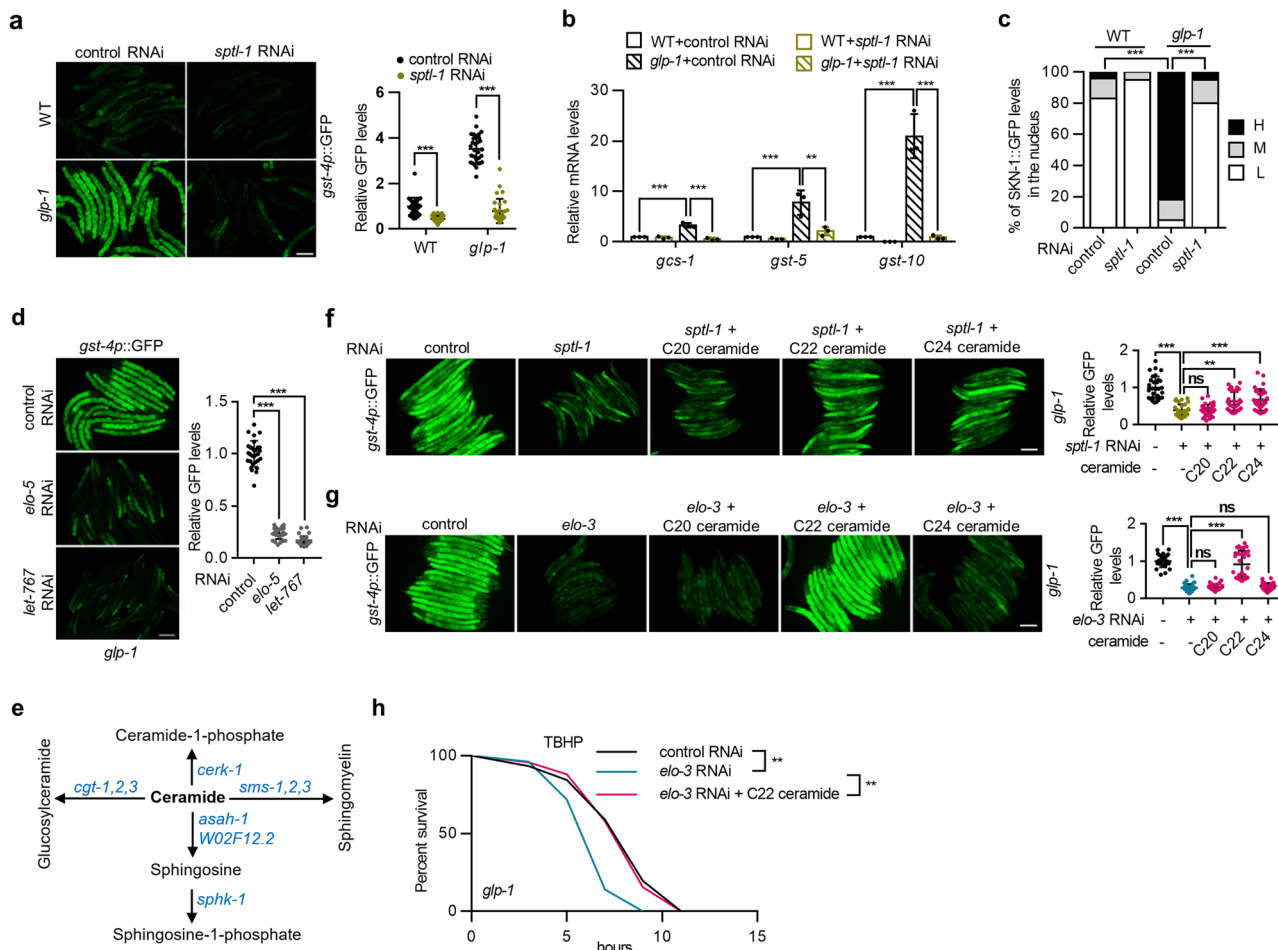 a
control RNAi
sptl-1 RNAi
WT
glp-1
gst-4p::GFP
control RNAi
sptl-1 RNAi
Relative GFP levels
6
4
2
0
***
***
WT
glp-1
b
WT+control RNAi
WT+sptl-1 RNAi
glp-1+control RNAi
glp-1+sptl-1 RNAi
Relative mRNA levels
30
20
10
0
***
***
***
**
***
***
gcs-1
gst-5
gst-10
c
WT
glp-1
***
***
% of SKN-1::GFP levels
in the nucleus
100
80
60
40
20
0
H
M
L
RNAi
control
sptl-1
control
sptl-1
d
gst-4p::GFP
control
RNAi
elo-5
RNAi
let-767
RNAi
glp-1
Relative GFP levels
1.5
1.0
0.5
0.0
***
***
RNAi
control
elo-5
let-767
f
RNAi
control
sptl-1
sptl-1 +
C20 ceramide
sptl-1 +
C22 ceramide
sptl-1 +
C24 ceramide
gst-4p::GFP
glp-1
Relative GFP
levels
2
1
0
***
***
**
ns
sptl-1 RNAi
- + + + +
ceramide
- - C20 C22 C24
g
RNAi
control
elo-3
elo-3 +
C20 ceramide
elo-3 +
C22 ceramide
elo-3 +
C24 ceramide
gst-4p::GFP
glp-1
Relative GFP
levels
2
1
0
ns
***
***
ns
elo-3 RNAi
- + + + +
ceramide
- - C20 C22 C24
e
Ceramide-1-phosphate
cerk-1
Glucosylceramide
cgt-1,2,3
Ceramide
sms-1,2,3
Sphingomyelin
asah-1
W02F12.2
Sphingosine
sphk-1
Sphingosine-1-phosphate
h
TBHP
control RNAi
elo-3 RNAi
elo-3 RNAi + C22 ceramide
**
**
Percent survival
100
50
0
glp-1
0 5 10 15
hours